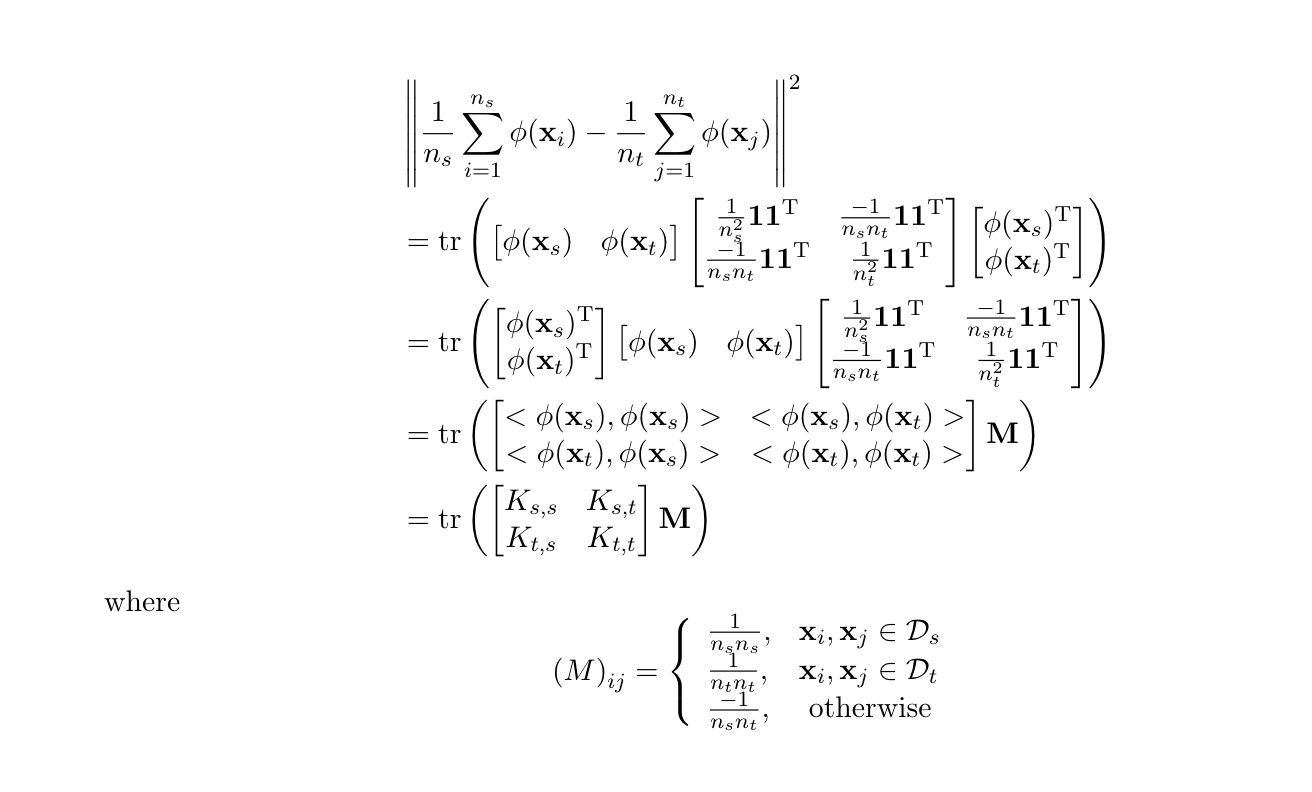 $$\left\| \frac{1}{n_s} \sum_{i=1}^{n_s} \phi(\mathbf{x}_i) - \frac{1}{n_t} \sum_{j=1}^{n_t} \phi(\mathbf{x}_j) \right\|^2$$
$$= \operatorname{tr}\left( \begin{bmatrix} \phi(\mathbf{x}_s) & \phi(\mathbf{x}_t) \end{bmatrix} \begin{bmatrix} \frac{1}{n_s^2}\mathbf{1}\mathbf{1}^{\mathrm{T}} & \frac{-1}{n_s n_t}\mathbf{1}\mathbf{1}^{\mathrm{T}} \\ \frac{-1}{n_s n_t}\mathbf{1}\mathbf{1}^{\mathrm{T}} & \frac{1}{n_t^2}\mathbf{1}\mathbf{1}^{\mathrm{T}} \end{bmatrix} \begin{bmatrix} \phi(\mathbf{x}_s)^{\mathrm{T}} \\ \phi(\mathbf{x}_t)^{\mathrm{T}} \end{bmatrix} \right)$$
$$= \operatorname{tr}\left( \begin{bmatrix} \phi(\mathbf{x}_s)^{\mathrm{T}} \\ \phi(\mathbf{x}_t)^{\mathrm{T}} \end{bmatrix} \begin{bmatrix} \phi(\mathbf{x}_s) & \phi(\mathbf{x}_t) \end{bmatrix} \begin{bmatrix} \frac{1}{n_s^2}\mathbf{1}\mathbf{1}^{\mathrm{T}} & \frac{-1}{n_s n_t}\mathbf{1}\mathbf{1}^{\mathrm{T}} \\ \frac{-1}{n_s n_t}\mathbf{1}\mathbf{1}^{\mathrm{T}} & \frac{1}{n_t^2}\mathbf{1}\mathbf{1}^{\mathrm{T}} \end{bmatrix} \right)$$
$$= \operatorname{tr}\left( \begin{bmatrix} <\phi(\mathbf{x}_s), \phi(\mathbf{x}_s)> & <\phi(\mathbf{x}_s), \phi(\mathbf{x}_t)> \\ <\phi(\mathbf{x}_t), \phi(\mathbf{x}_s)> & <\phi(\mathbf{x}_t), \phi(\mathbf{x}_t)> \end{bmatrix} \mathbf{M} \right)$$
$$= \operatorname{tr}\left( \begin{bmatrix} K_{s,s} & K_{s,t} \\ K_{t,s} & K_{t,t} \end{bmatrix} \mathbf{M} \right)$$
where
$$(M)_{ij} = \left\{ \begin{array}{lc} \frac{1}{n_s n_s}, & \mathbf{x}_i, \mathbf{x}_j \in \mathcal{D}_s \\ \frac{1}{n_t n_t}, & \mathbf{x}_i, \mathbf{x}_j \in \mathcal{D}_t \\ \frac{-1}{n_s n_t}, & \text{otherwise} \end{array} \right.$$